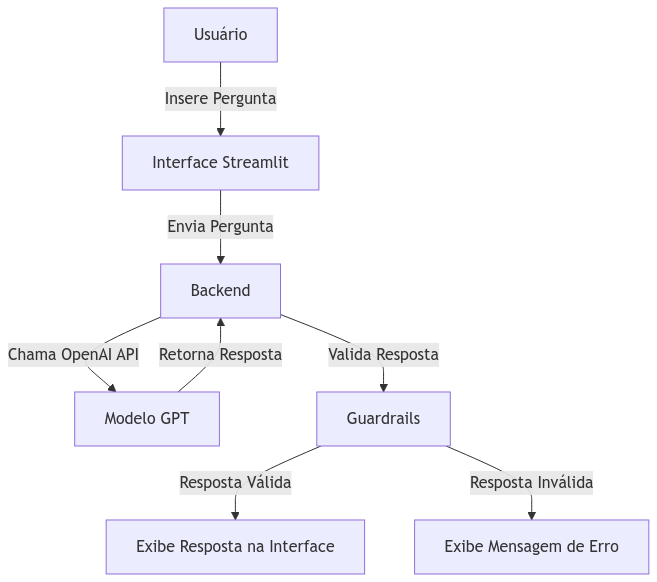 Usuário
Insere Pergunta
Interface Streamlit
Envia Pergunta
Backend
Chama OpenAI API
Retorna Resposta
Valida Resposta
Modelo GPT
Guardrails
Resposta Válida
Resposta Inválida
Exibe Resposta na Interface
Exibe Mensagem de Erro